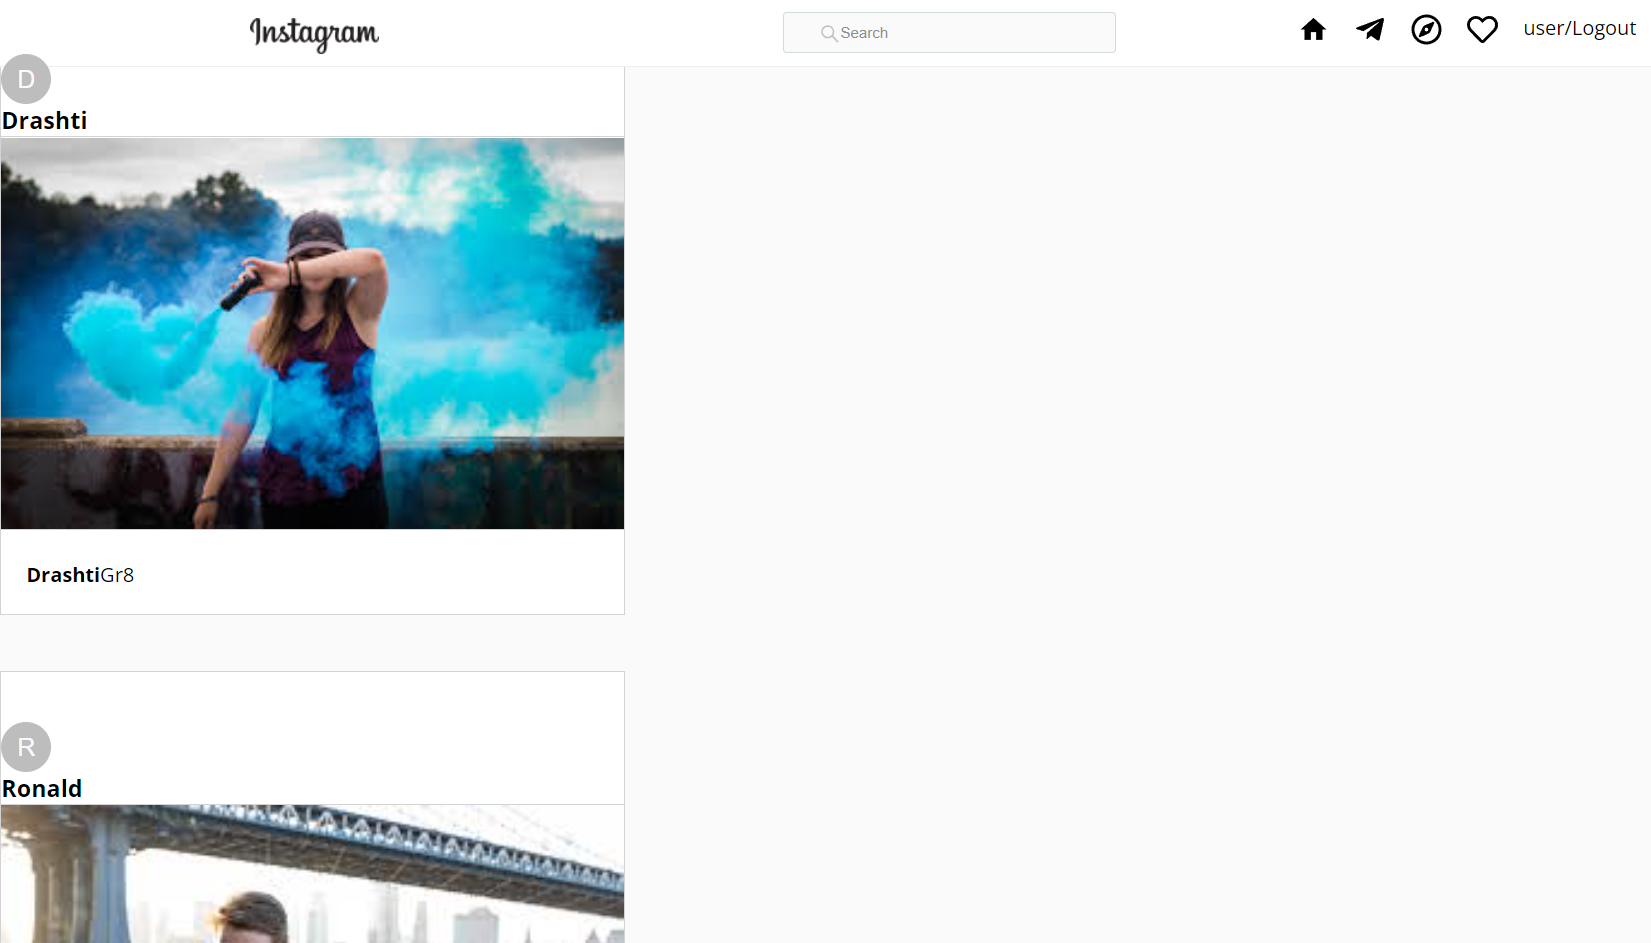 Instagram
Search
user/Logout
D
Drashti
DrashtiGr8
R
Ronald